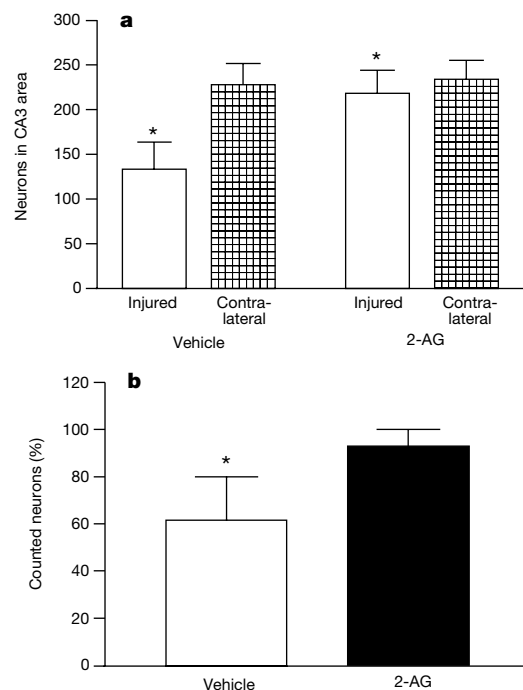 a
300
250
200
150
100
50
0
Neurons in CA3 area
*
*
Injured
Contra-
lateral
Injured
Contra-
lateral
Vehicle
2-AG
b
120
100
80
60
40
20
0
Counted neurons (%)
*
Vehicle
2-AG